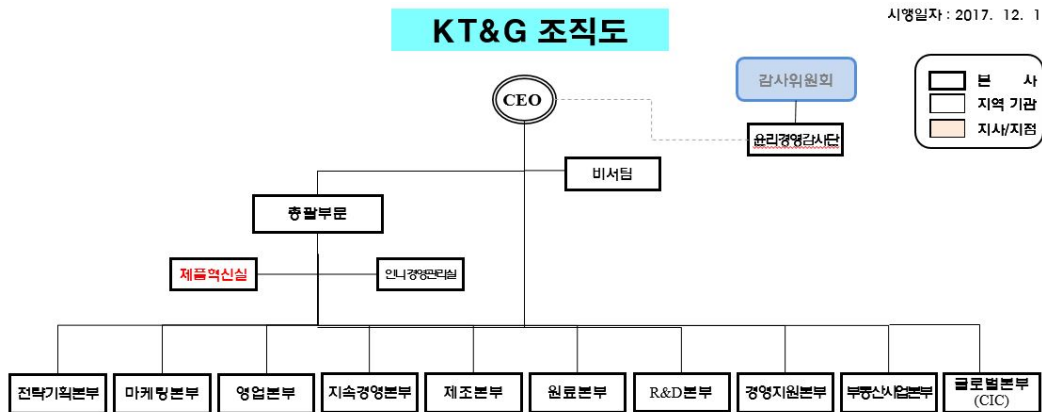 시행일자 : 2017. 12. 1
KT&G 조직도
CEO
감사위원회
윤리경영감사단
본 사
지역 기관
지사/지점
비서팀
총괄부문
제품혁신실
인니경영관리실
전략기획본부
마케팅본부
영업본부
지속경영본부
제조본부
원료본부
R&D본부
경영지원본부
부동산사업본부
글로벌본부
(CIC)